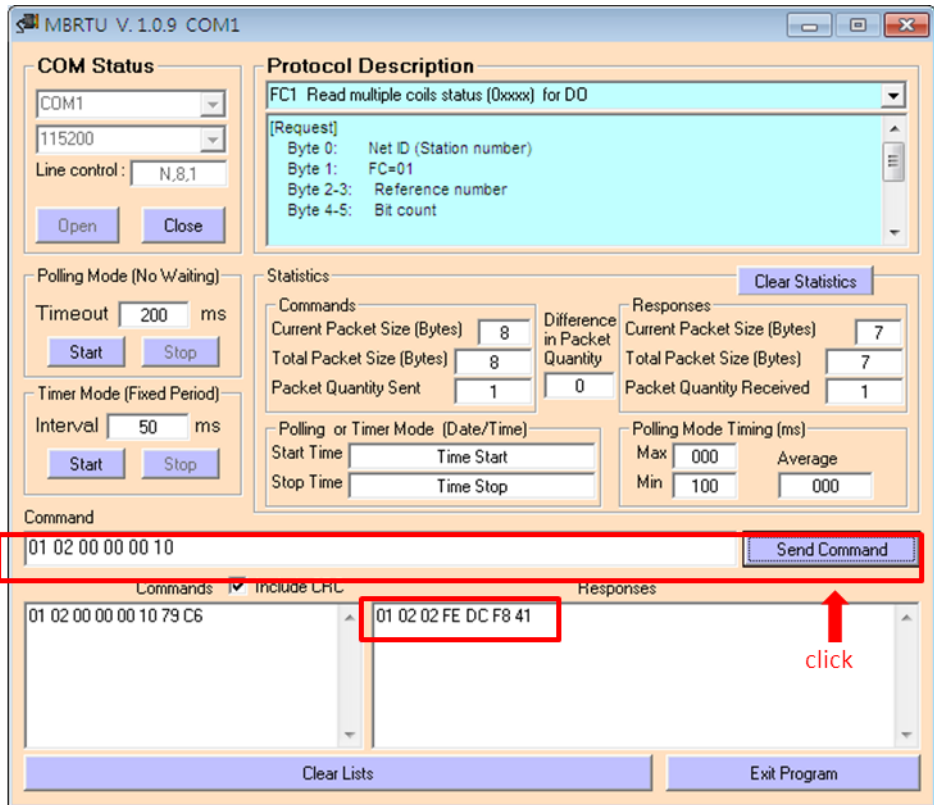 MBRTU V. 1.0.9 COM1
COM Status
COM1
115200
Line control :
N,8,1
Open
Close
Protocol Description
FC1 Read multiple coils status (0xxxx) for DO
[Request]
Byte 0: Net ID (Station number)
Byte 1: FC=01
Byte 2-3: Reference number
Byte 4-5: Bit count
Polling Mode (No Waiting)
Timeout 200 ms
Start Stop
Timer Mode (Fixed Period)
Interval 50 ms
Start Stop
Statistics
Clear Statistics
Commands
Current Packet Size (Bytes) 8
Total Packet Size (Bytes) 8
Packet Quantity Sent 1
Difference
in Packet
Quantity
0
Responses
Current Packet Size (Bytes) 7
Total Packet Size (Bytes) 7
Packet Quantity Received 1
Polling or Timer Mode (Date/Time)
Start Time Time Start
Stop Time Time Stop
Polling Mode Timing (ms)
Max 000
Min 100
Average
000
Command
01 02 00 00 00 10
Send Command
Commands Include CRC Responses
01 02 00 00 00 10 79 C6
01 02 02 FE DC F8 41
click
Clear Lists
Exit Program